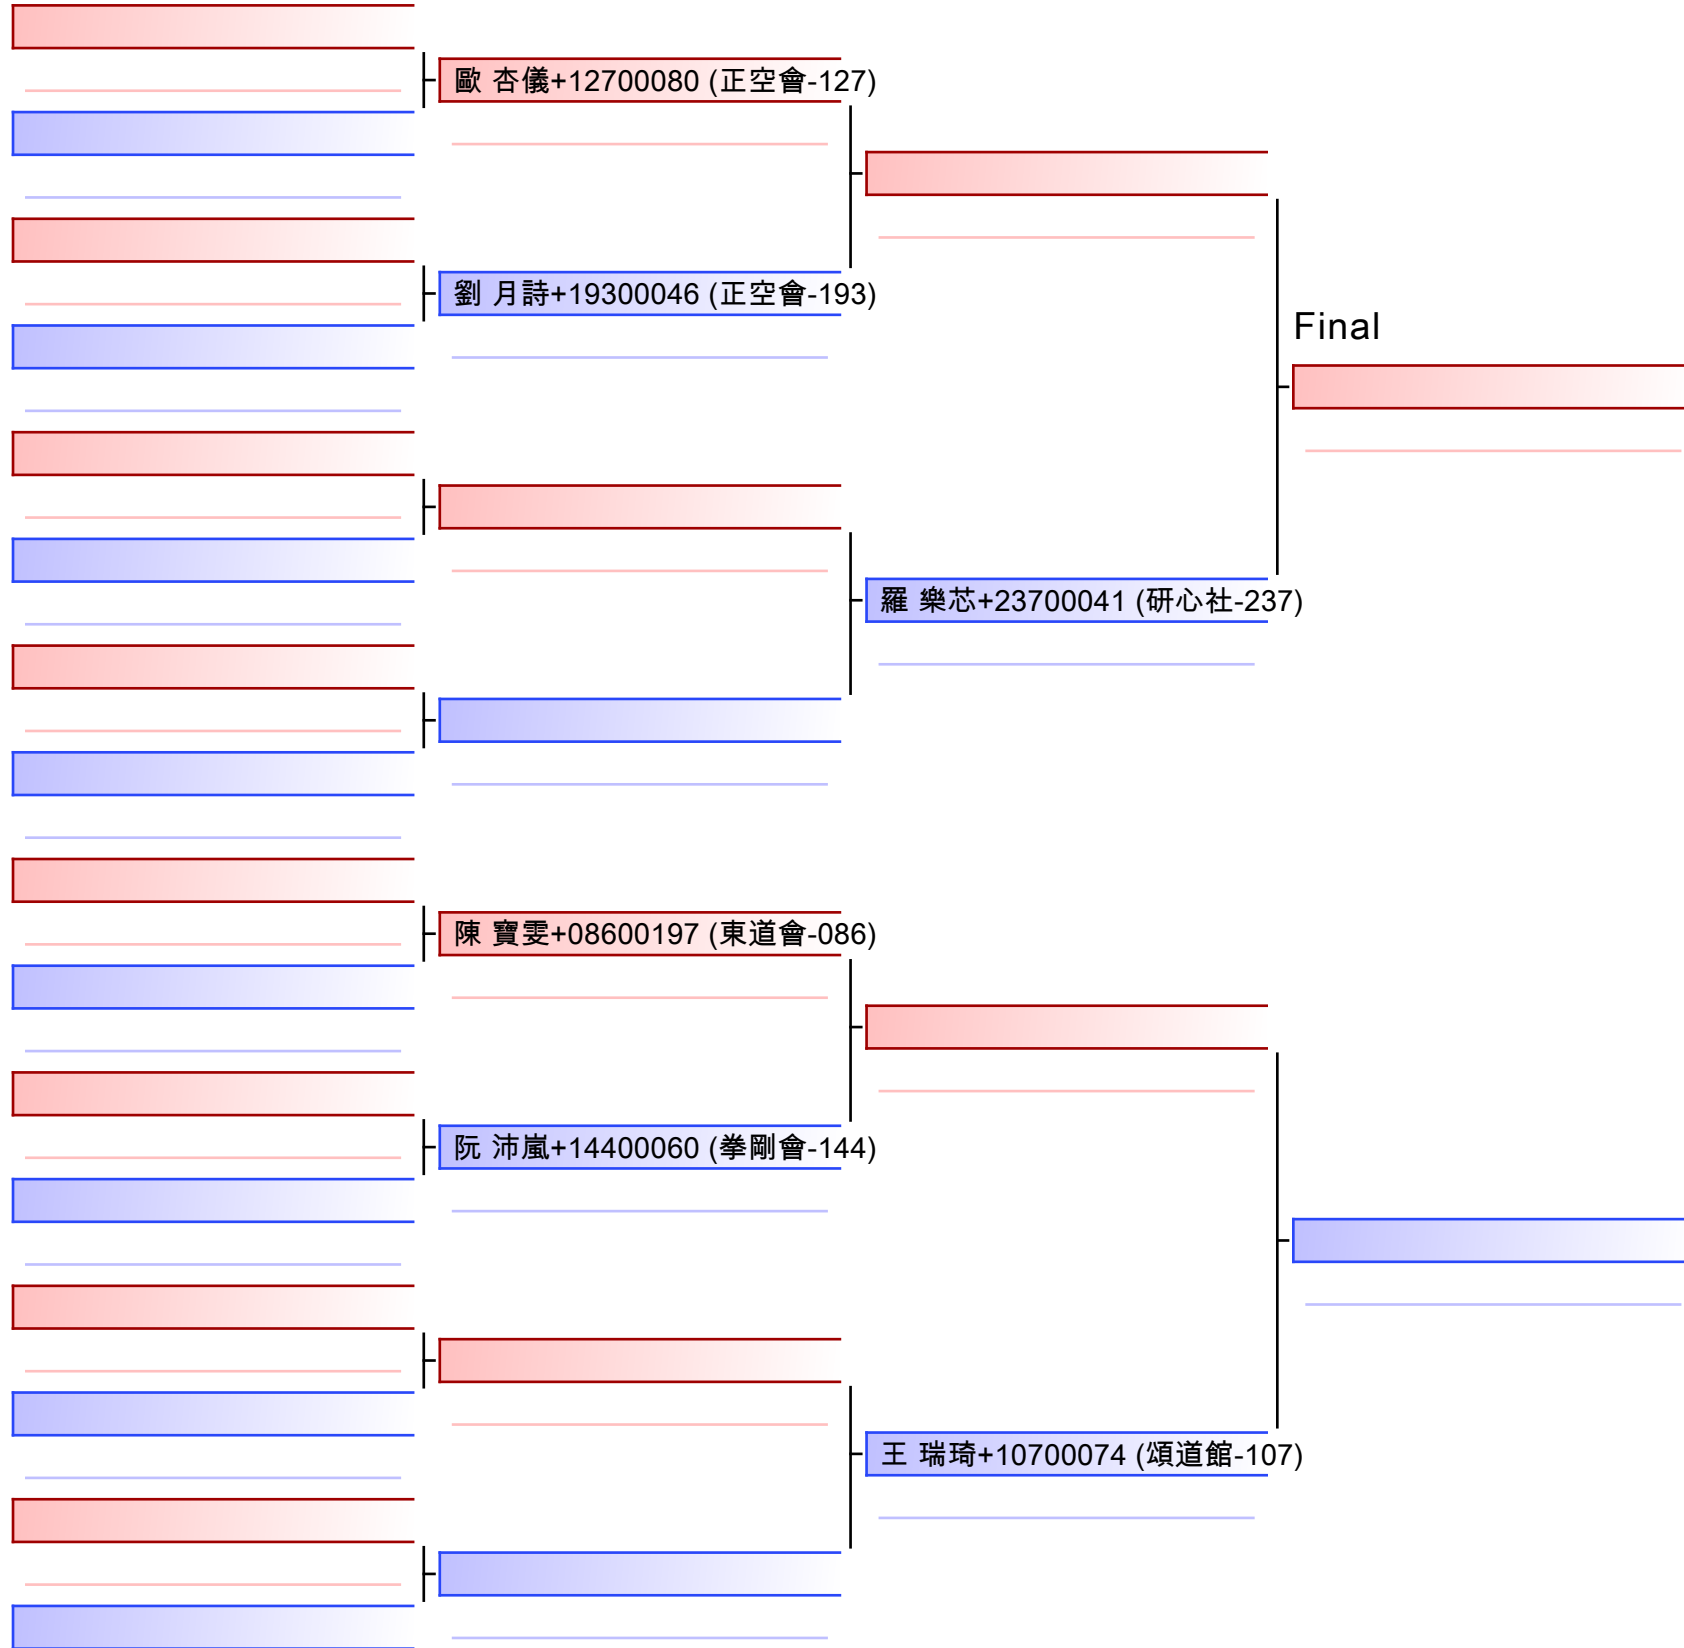 歐 杏儀+12700080 (正空會-127)
劉 月詩+19300046 (正空會-193)
Final
羅 樂芯+23700041 (研心社-237)
陳 寶雯+08600197 (東道會-086)
阮 沛嵐+14400060 (拳剛會-144)
王 瑞琦+10700074 (頌道館-107)